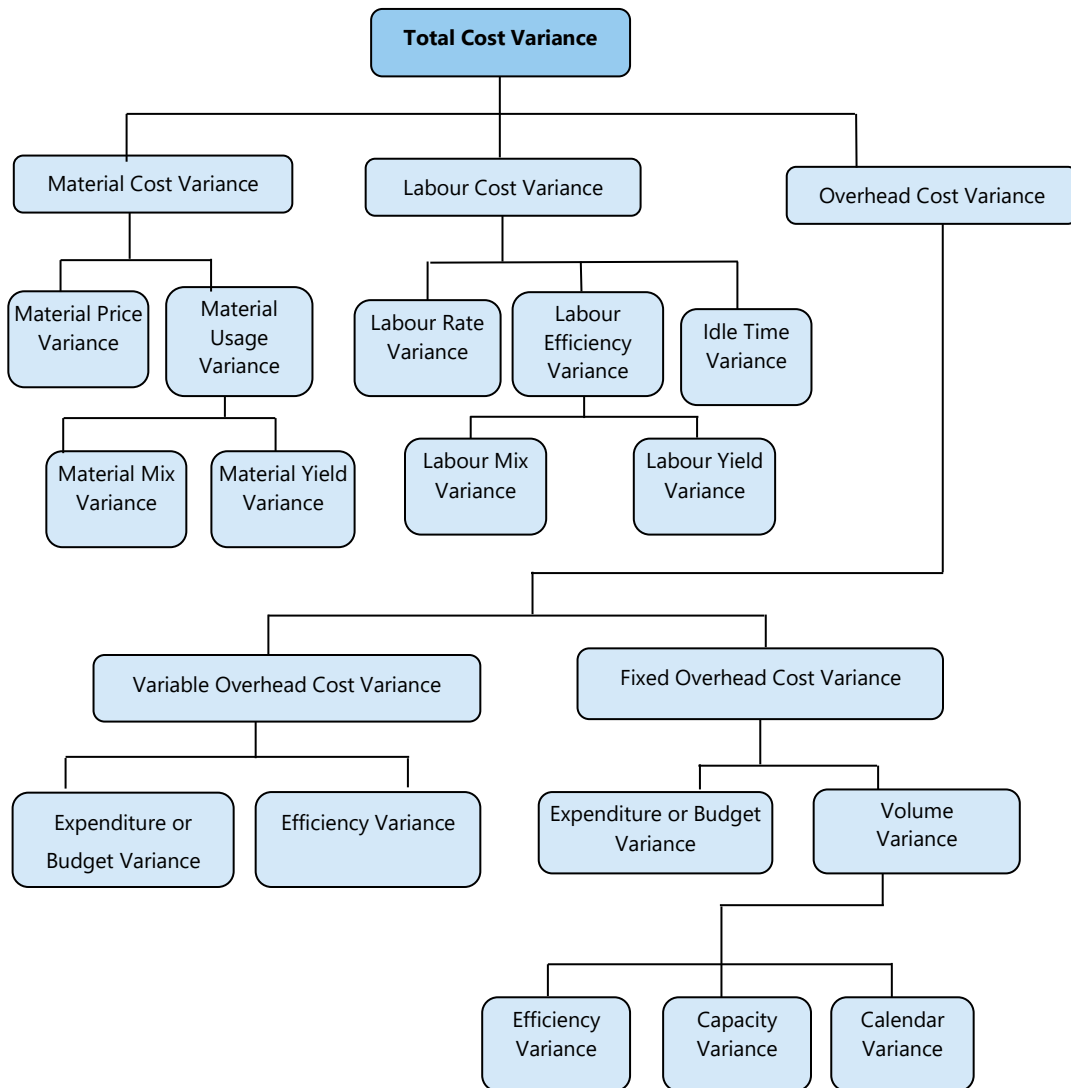 Total Cost Variance
Material Cost Variance
Labour Cost Variance
Overhead Cost Variance
Material Price
Variance
Material
Usage
Variance
Labour Rate
Variance
Labour
Efficiency
Variance
Idle Time
Variance
Material Mix
Variance
Material Yield
Variance
Labour Mix
Variance
Labour Yield
Variance
Variable Overhead Cost Variance
Fixed Overhead Cost Variance
Expenditure or
Budget Variance
Efficiency Variance
Expenditure or Budget
Variance
Volume
Variance
Efficiency
Variance
Capacity
Variance
Calendar
Variance